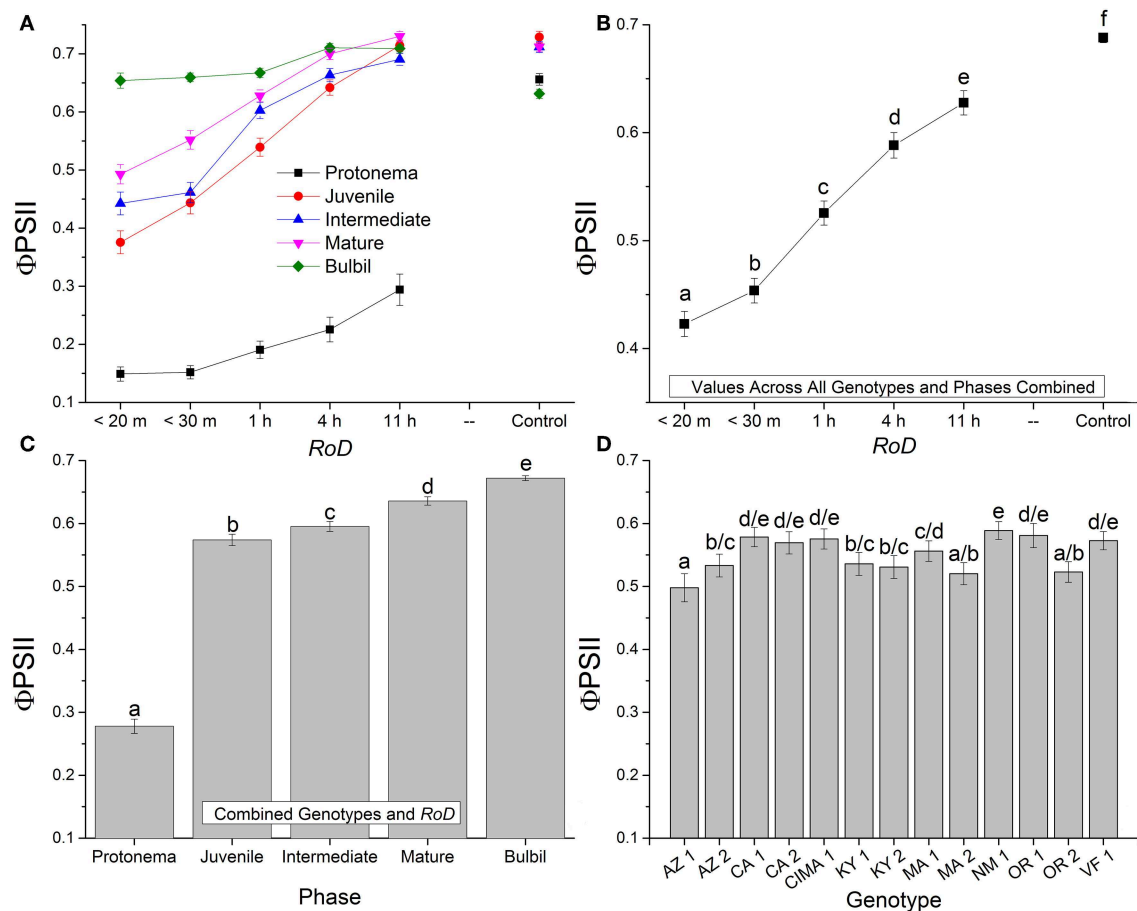 A
0.7
0.6
0.5
0.4
0.3
0.2
0.1
ΦPSII
Protonema
Juvenile
Intermediate
Mature
Bulbil
< 20 m < 30 m 1 h 4 h 11 h -- Control
RoD
B
0.7
0.6
0.5
0.4
ΦPSII
a
b
c
d
e
f
Values Across All Genotypes and Phases Combined
< 20 m < 30 m 1 h 4 h 11 h -- Control
RoD
C
0.7
0.6
0.5
0.4
0.3
0.2
0.1
ΦPSII
a
b
c
d
e
Combined Genotypes and RoD
Protonema Juvenile Intermediate Mature Bulbil
Phase
D
0.7
0.6
0.5
0.4
0.3
0.2
0.1
ΦPSII
a b/c d/e d/e d/e b/c b/c c/d a/b e d/e a/b d/e
AZ 1 AZ 2 CA 1 CA 2 CIMA 1 KY 1 KY 2 MA 1 MA 2 NM 1 OR 1 OR 2 VF 1
Genotype